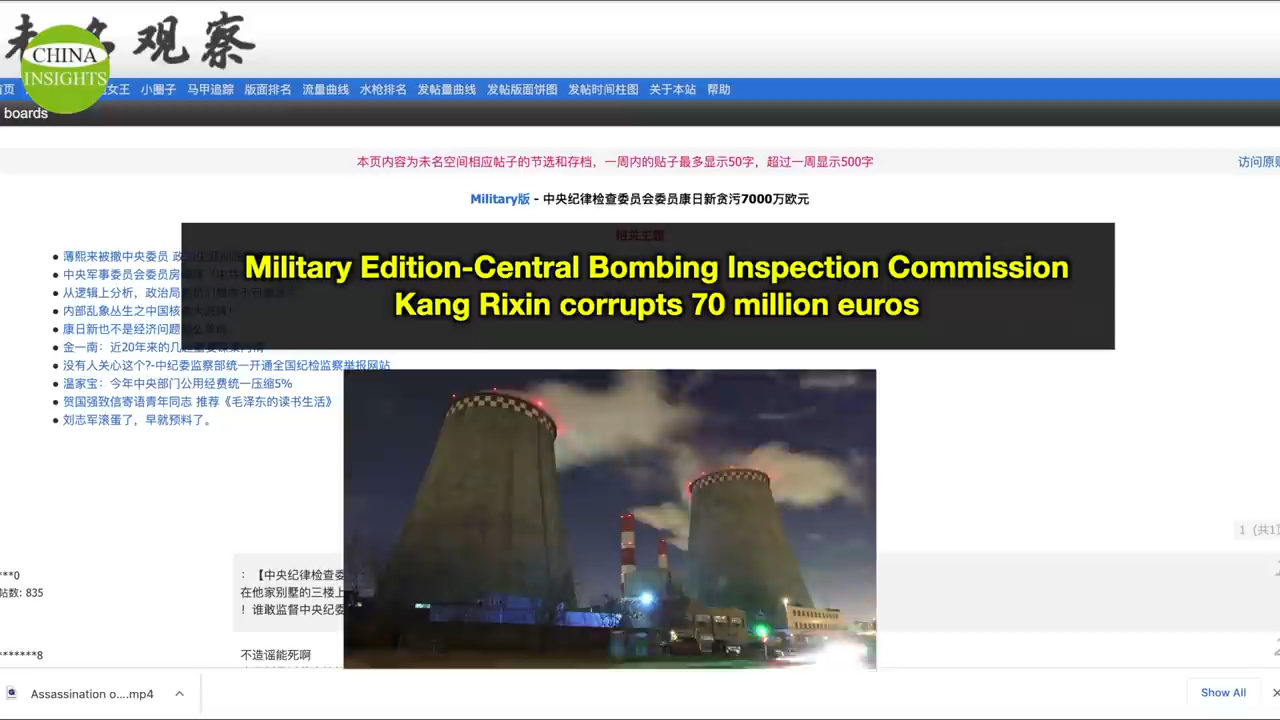 观察
CHINA
INSIGHTS
女王 小圈子 马甲追踪 版面排名 流量曲线 水枪排名 发帖量曲线 发帖版面饼图 发帖时间柱图 关于本站 帮助
boards
本页内容为未名空间相应帖子的节选和存档，一周内的贴子最多显示50字，超过一周显示500字
访问原
Military版 - 中央纪律检查委员会委员康日新贪污7000万欧元
相关主题
Military Edition-Central Bombing Inspection Commission
Kang Rixin corrupts 70 million euros
薄熙来被撤中央委员 政
中央军事委员会委员房
从逻辑上分析，政治局
内部乱象丛生之中国核
康日新也不是经济问题
金一南：近20年来的几
没有人关心这个?-中纪委监察部统一开通全国纪检监察举报网站
温家宝：今年中央部门公用经费统一压缩5%
贺国强致信寄语青年同志 推荐《毛泽东的读书生活》
刘志军滚蛋了，早就预料了。
1 (共1
***0
帖数: 835
：【中央纪律检查委
在他家别墅的三楼上
！谁敢监督中央纪委
*******8
不造谣能死啊
Assassination o....mp4
Show All